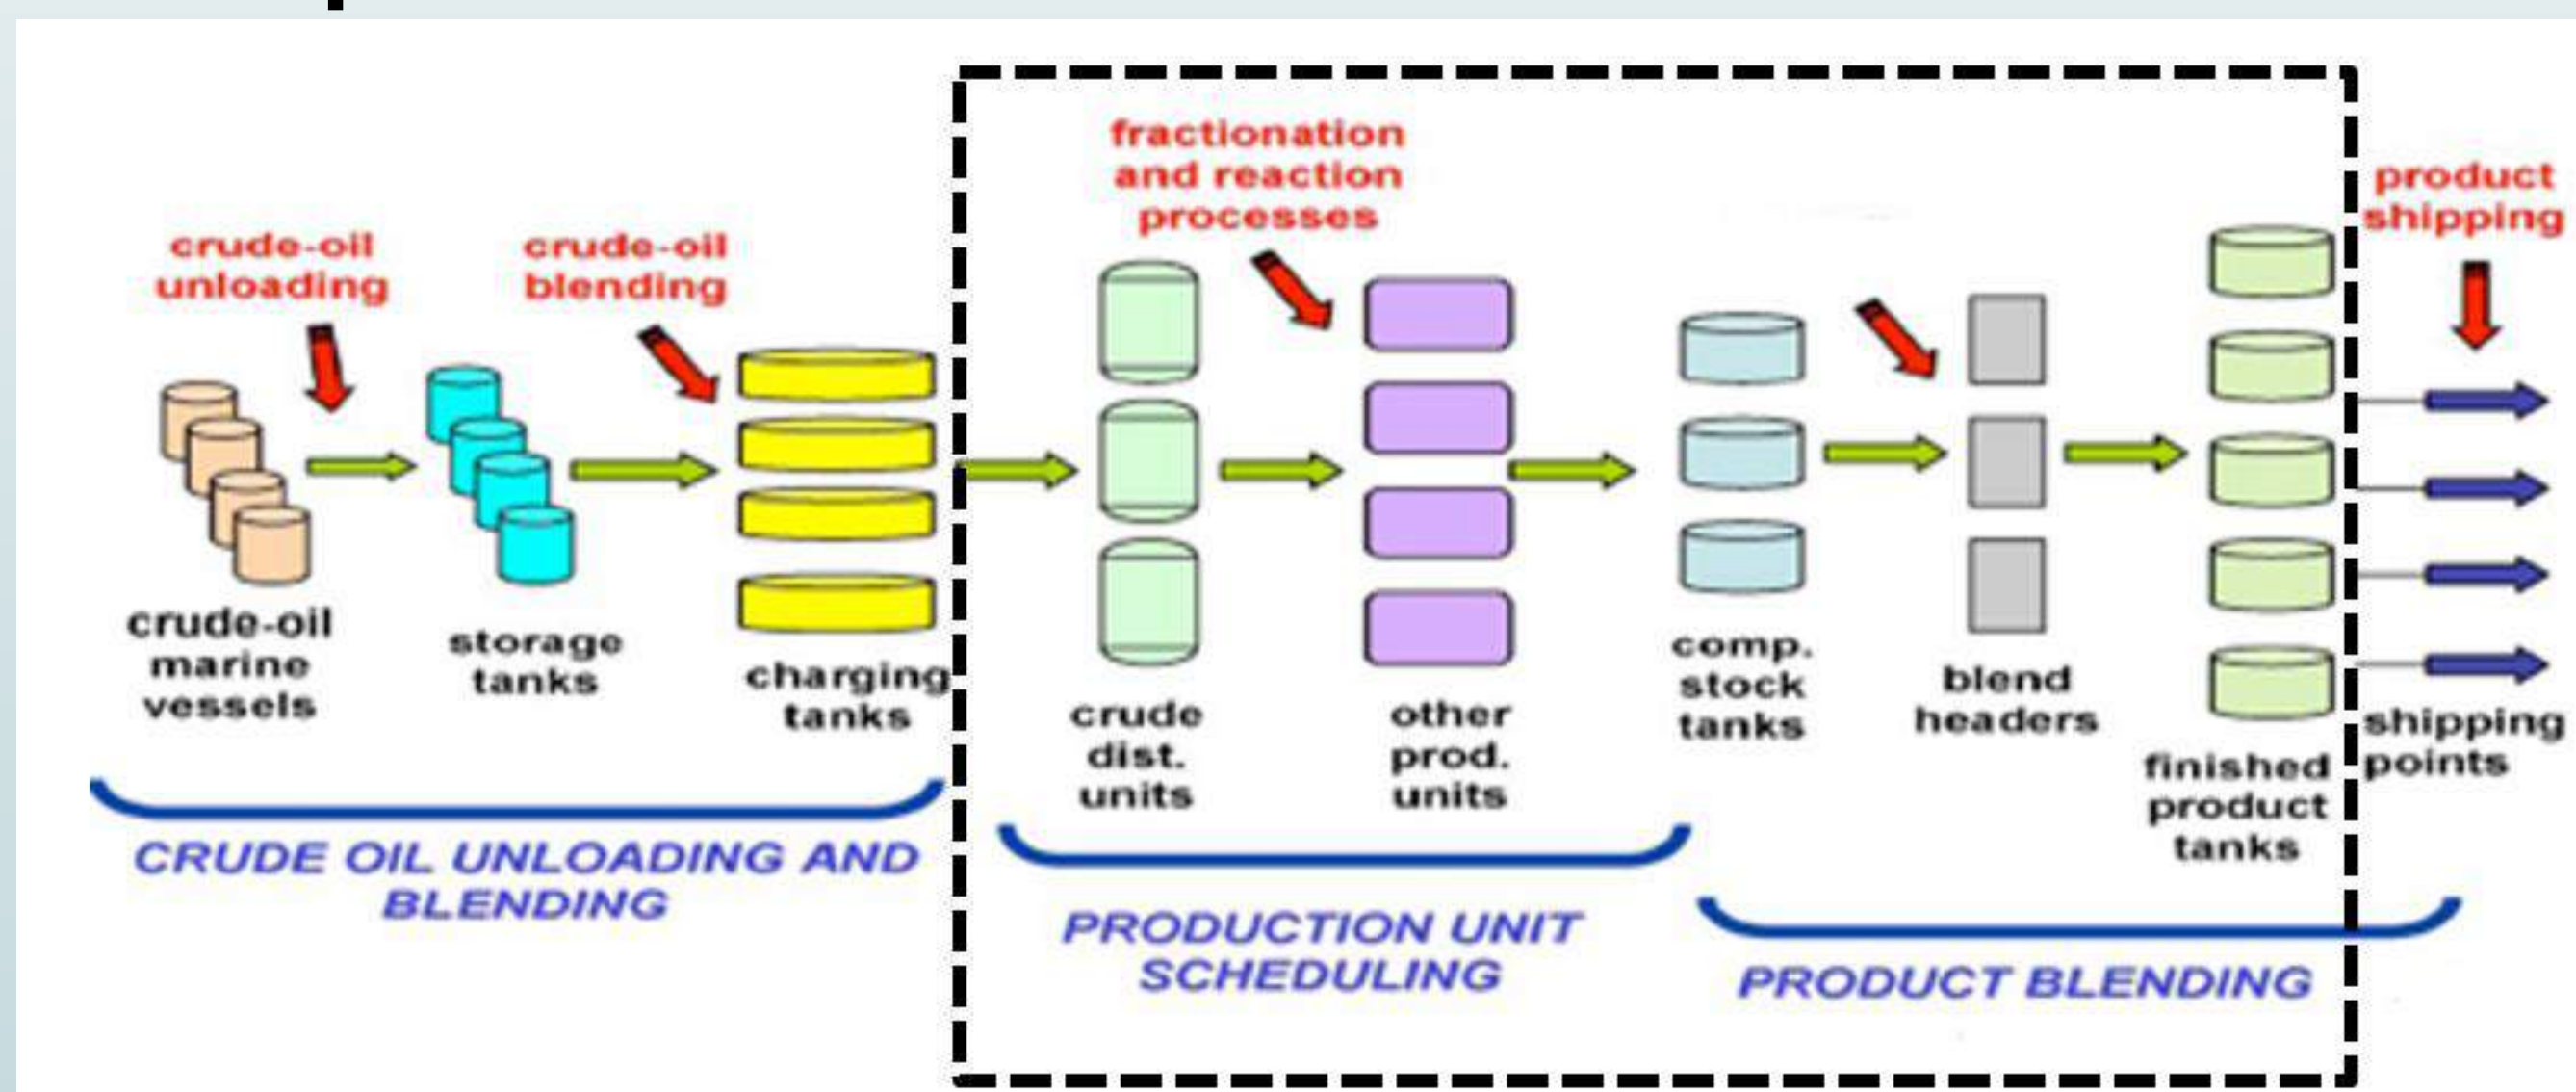 fractionation
and reaction
processes
product
shipping
crude-oil
unloading
crude-oil
blending
crude-oil
marine
vessels
storage
tanks
charging
tanks
crude
dist.
units
other
prod.
units
comp.
stock
tanks
blend
headers
finished
product
tanks
shipping
points
CRUDE OIL UNLOADING AND
BLENDING
PRODUCTION UNIT
SCHEDULING
PRODUCT BLENDING